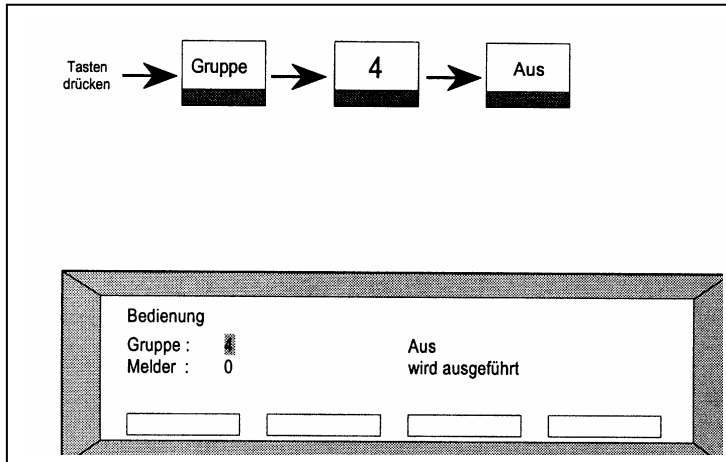 Tasten
drücken
Gruppe
4
Aus
Bedienung
Gruppe : 4 Aus
Melder : 0 wird ausgeführt